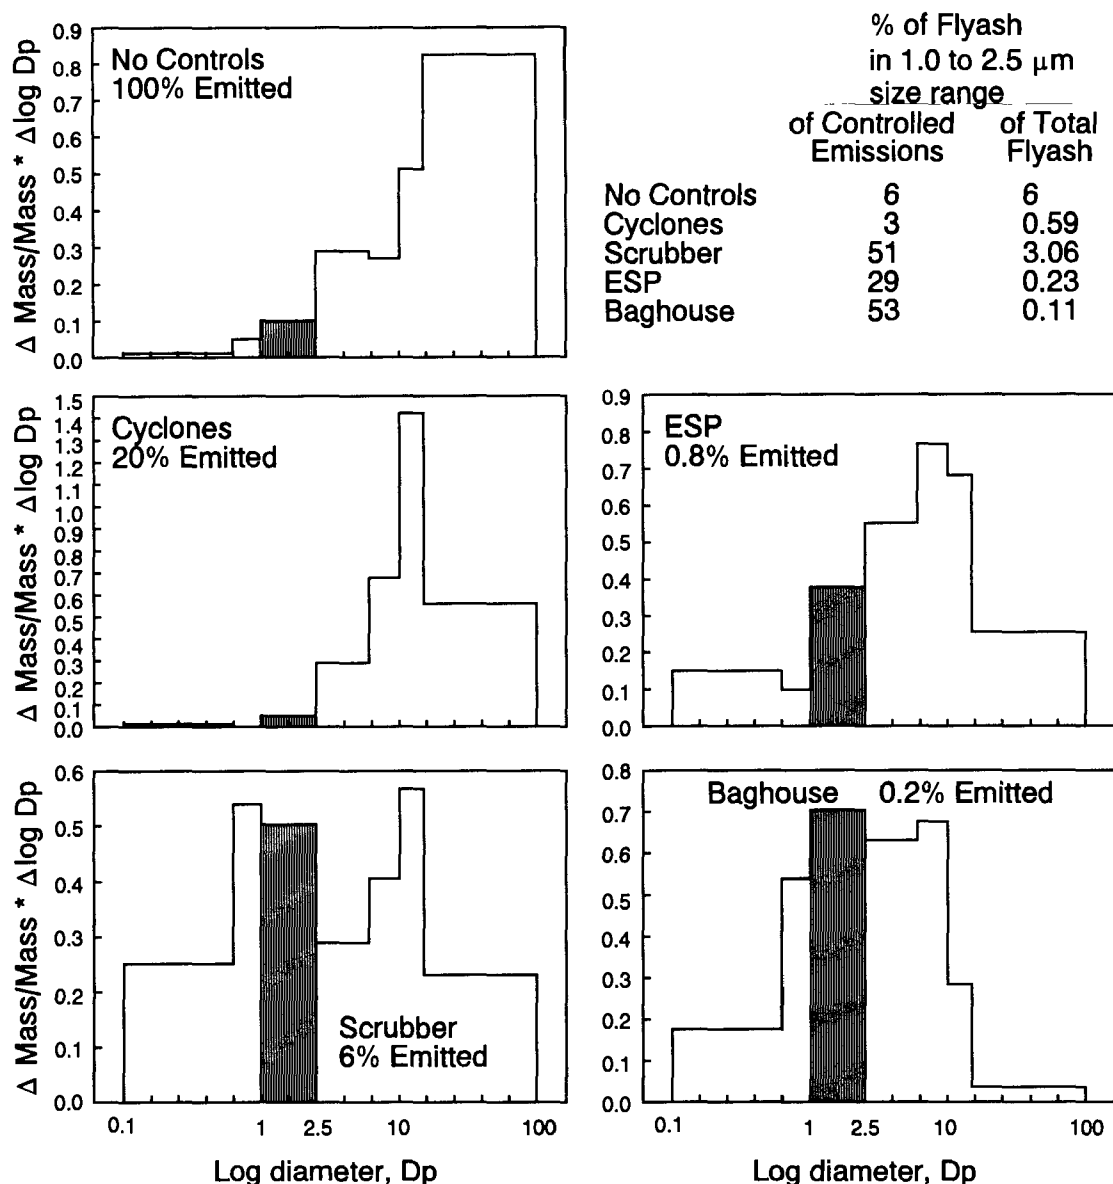 No Controls
100% Emitted
Δ Mass/Mass * Δlog Dp
0.9
0.8
0.7
0.6
0.5
0.4
0.3
0.2
0.1
0.0
% of Flyash
in 1.0 to 2.5 μm
size range
of Controlled of Total
Emissions Flyash
No Controls 6 6
Cyclones 3 0.59
Scrubber 51 3.06
ESP 29 0.23
Baghouse 53 0.11
Cyclones
20% Emitted
Δ Mass/Mass * Δlog Dp
1.5
1.4
1.3
1.2
1.1
1.0
0.9
0.8
0.7
0.6
0.5
0.4
0.3
0.2
0.1
0.0
ESP
0.8% Emitted
0.9
0.8
0.7
0.6
0.5
0.4
0.3
0.2
0.1
0.0
Scrubber
6% Emitted
Δ Mass/Mass * Δlog Dp
0.6
0.5
0.4
0.3
0.2
0.1
0.0
0.1 1 2.5 10 100
Log diameter, Dp
Baghouse 0.2% Emitted
0.8
0.7
0.6
0.5
0.4
0.3
0.2
0.1
0.0
0.1 1 2.5 10 100
Log diameter, Dp